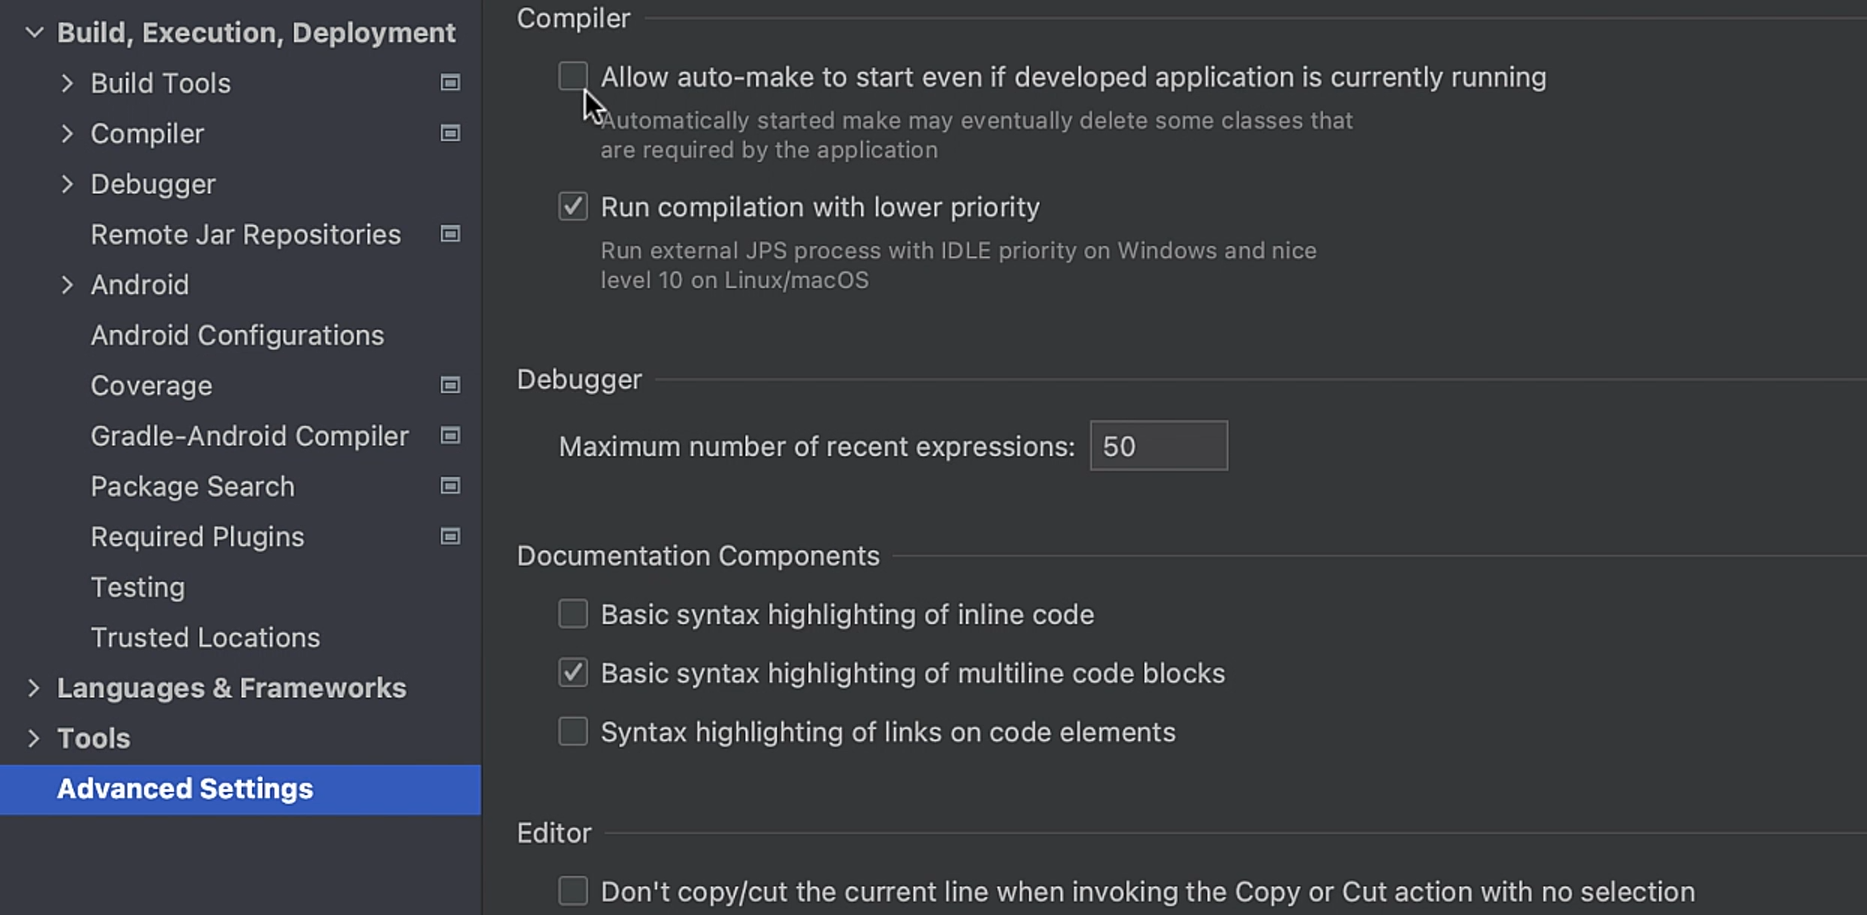 Build, Execution, Deployment
Build Tools
Compiler
Debugger
Remote Jar Repositories
Android
Android Configurations
Coverage
Gradle-Android Compiler
Package Search
Required Plugins
Testing
Trusted Locations
Languages & Frameworks
Tools
Advanced Settings
Compiler
Allow auto-make to start even if developed application is currently running
Automatically started make may eventually delete some classes that
are required by the application
Run compilation with lower priority
Run external JPS process with IDLE priority on Windows and nice
level 10 on Linux/macOS
Debugger
Maximum number of recent expressions: 50
Documentation Components
Basic syntax highlighting of inline code
Basic syntax highlighting of multiline code blocks
Syntax highlighting of links on code elements
Editor
Don't copy/cut the current line when invoking the Copy or Cut action with no selection